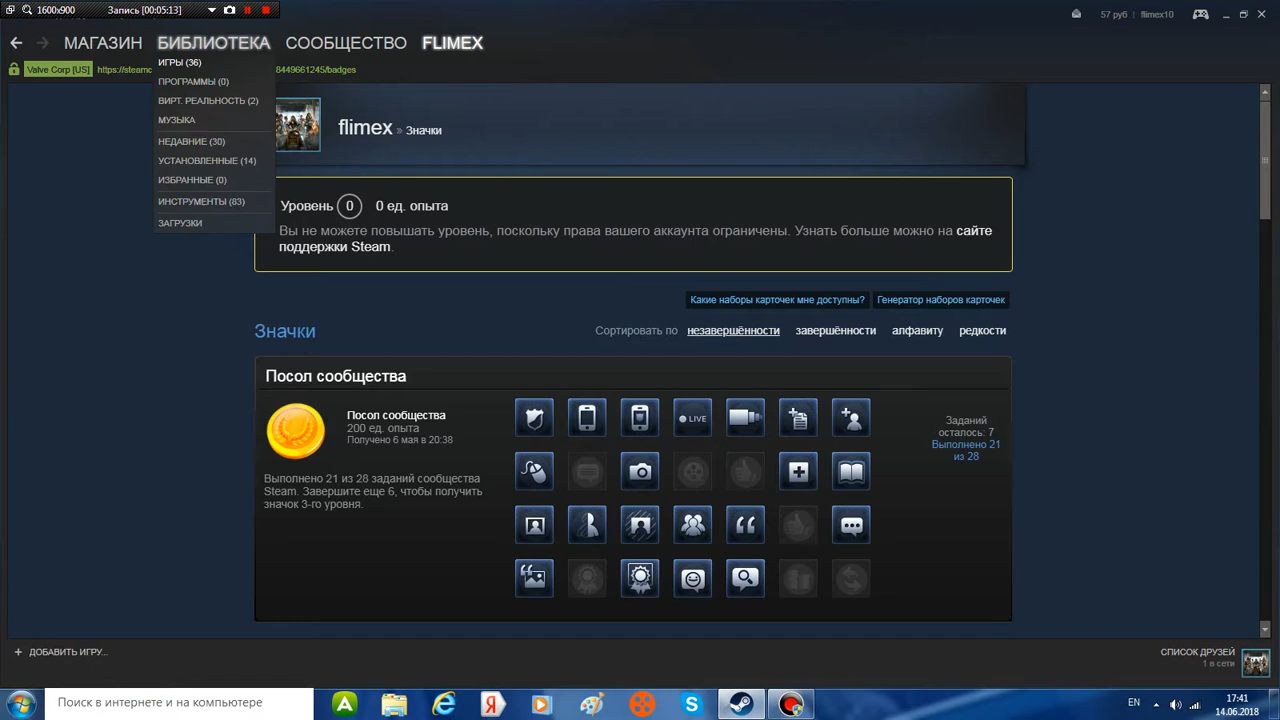 1600x900 Запись [00:05:13]
57 руб flimex10
МАГАЗИН БИБЛИОТЕКА СООБЩЕСТВО FLIMEX
Valve Corp [US] https://steamc 8449661245/badges
ИГРЫ (36)
ПРОГРАММЫ (0)
ВИРТ. РЕАЛЬНОСТЬ (2)
МУЗЫКА
НЕДАВНИЕ (30)
УСТАНОВЛЕННЫЕ (14)
ИЗБРАННЫЕ (0)
ИНСТРУМЕНТЫ (83)
ЗАГРУЗКИ
flimex » Значки
Уровень 0 0 ед. опыта
Вы не можете повышать уровень, поскольку права вашего аккаунта ограничены. Узнать больше можно на сайте
поддержки Steam.
Какие наборы карточек мне доступны? Генератор наборов карточек
Значки
Сортировать по незавершённости завершённости алфавиту редкости
Посол сообщества
Посол сообщества
200 ед. опыта
Получено 6 мая в 20:38
Выполнено 21 из 28 заданий сообщества
Steam. Завершите еще 6, чтобы получить
значок 3-го уровня.
LIVE
Заданий
осталось: 7
Выполнено 21
из 28
+ ДОБАВИТЬ ИГРУ...
СПИСОК ДРУЗЕЙ
1 в сети
Поиск в интернете и на компьютере
EN
17:41
14.06.2018